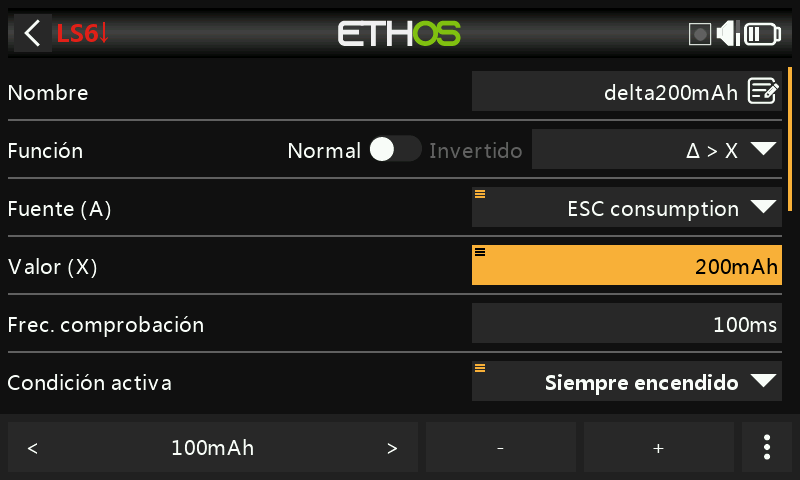 LS6↓ ETHOS
Nombre delta200mAh
Función Normal Invertido Δ > X
Fuente (A) ESC consumption
Valor (X) 200mAh
Frec. comprobación 100ms
Condición activa Siempre encendido
< 100mAh > - +